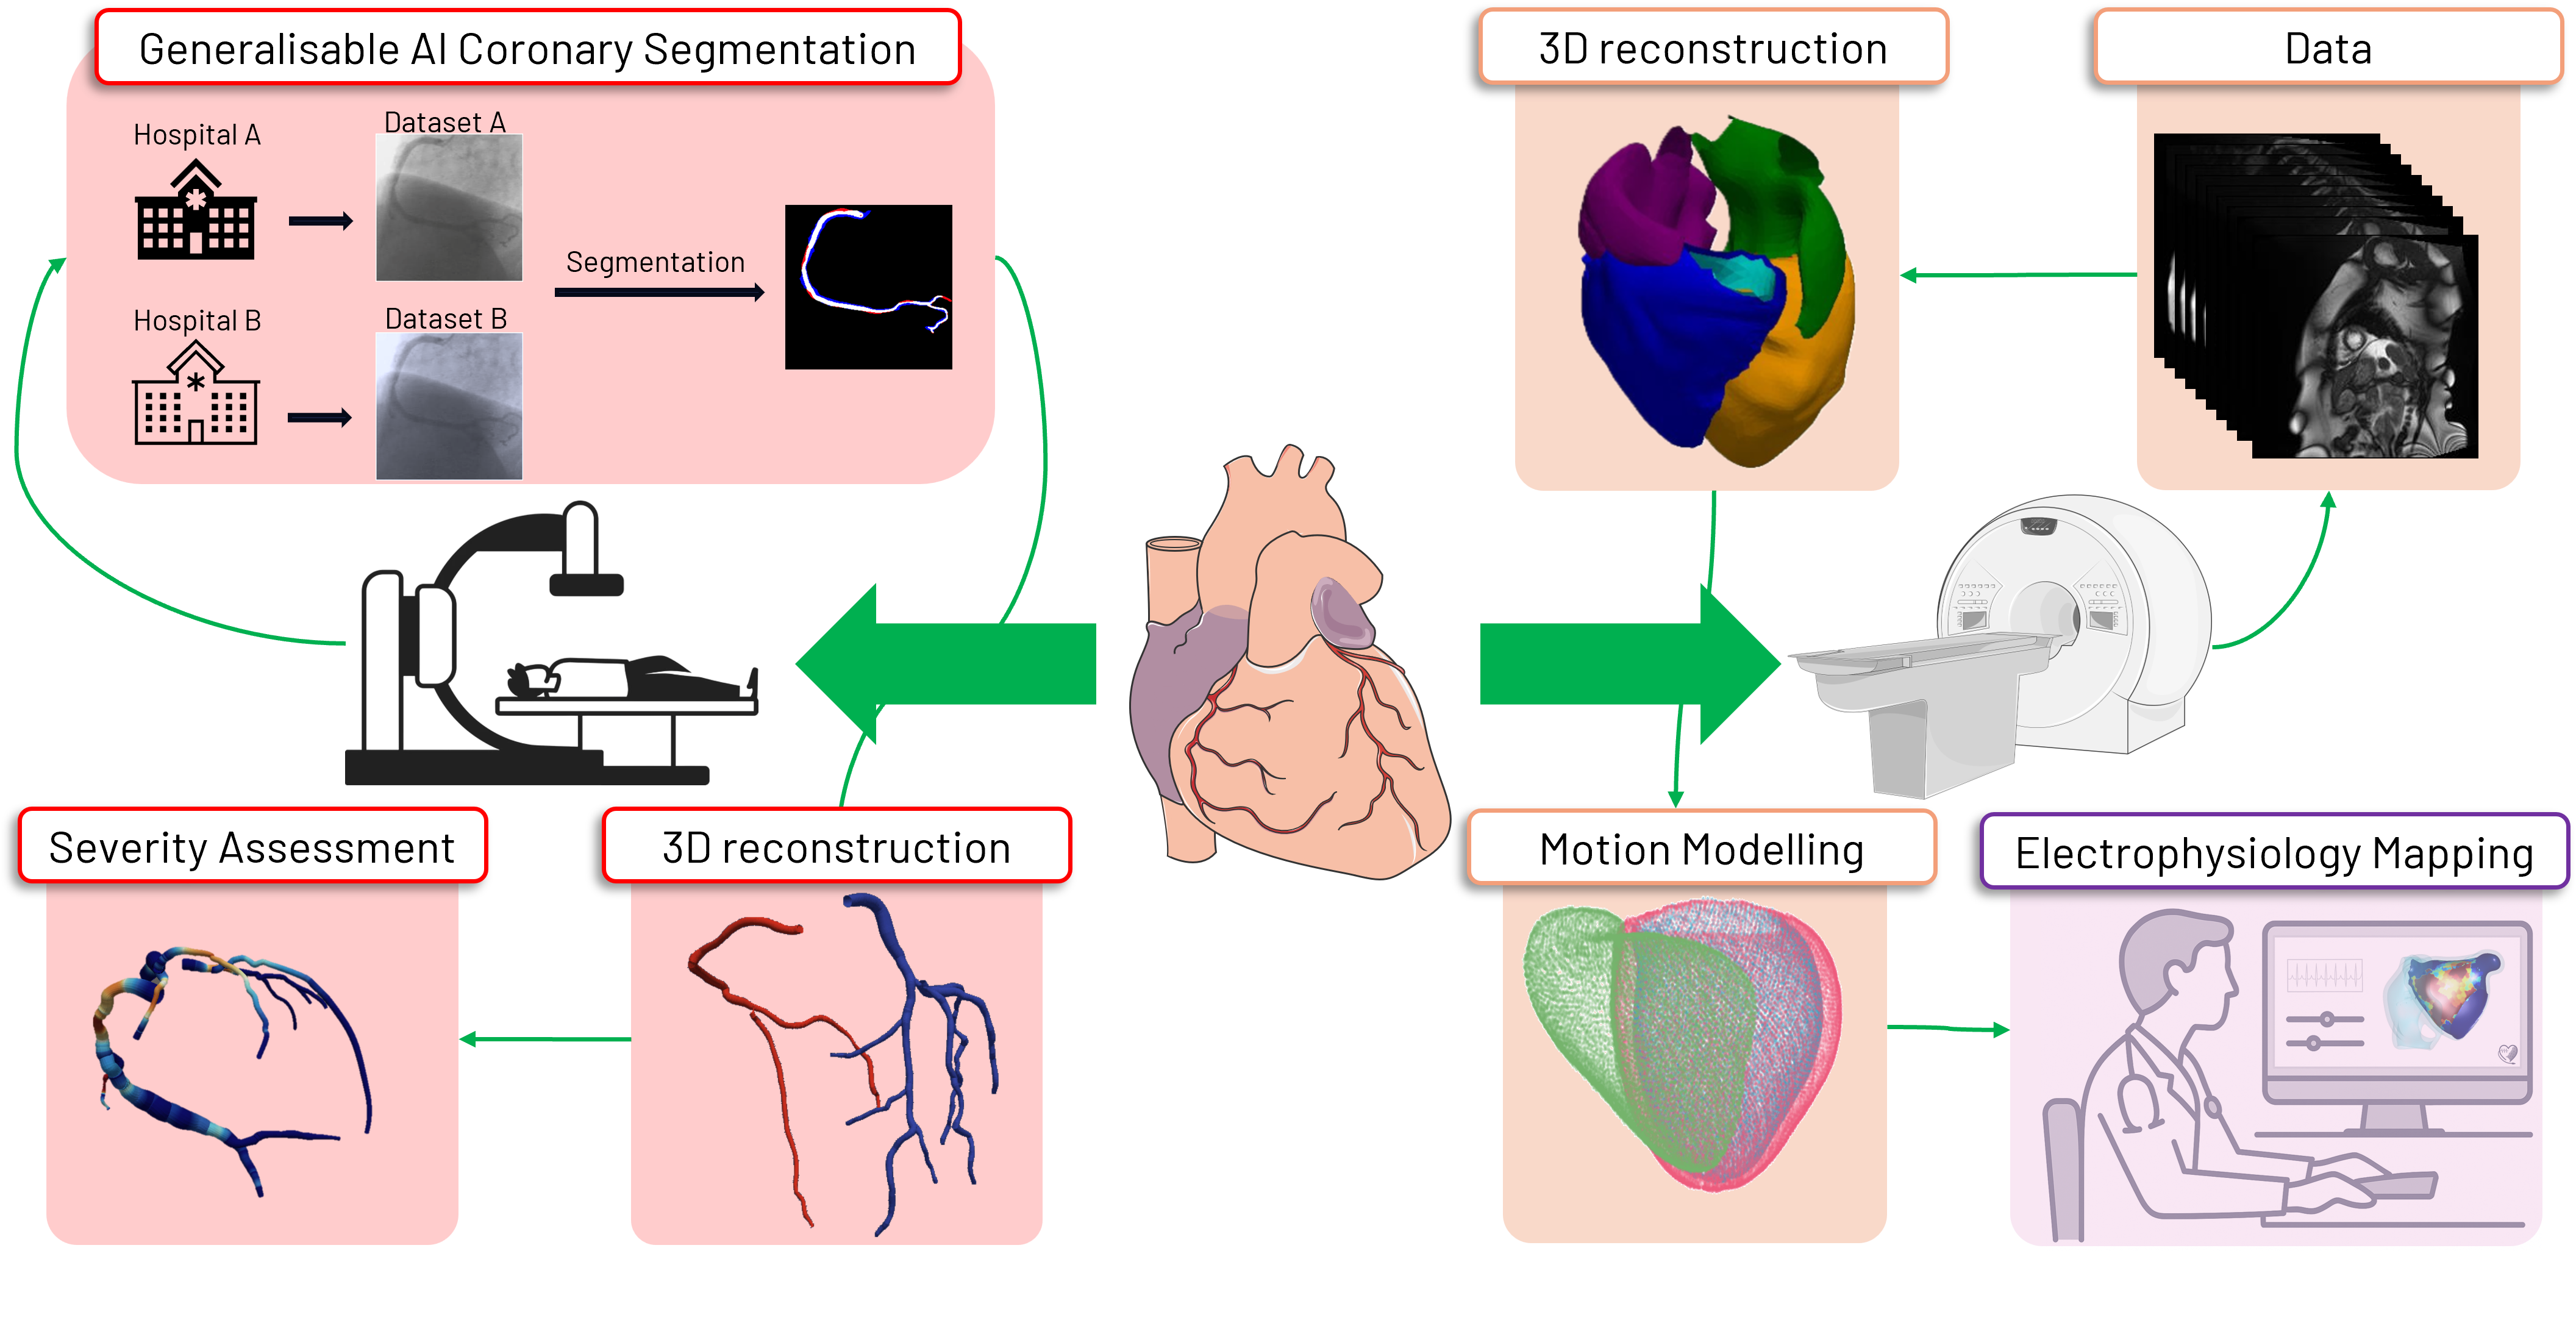 Generalisable AI Coronary Segmentation
Hospital A
Dataset A
Segmentation
Hospital B
Dataset B
3D reconstruction
Data
Severity Assessment
3D reconstruction
Motion Modelling
Electrophysiology Mapping